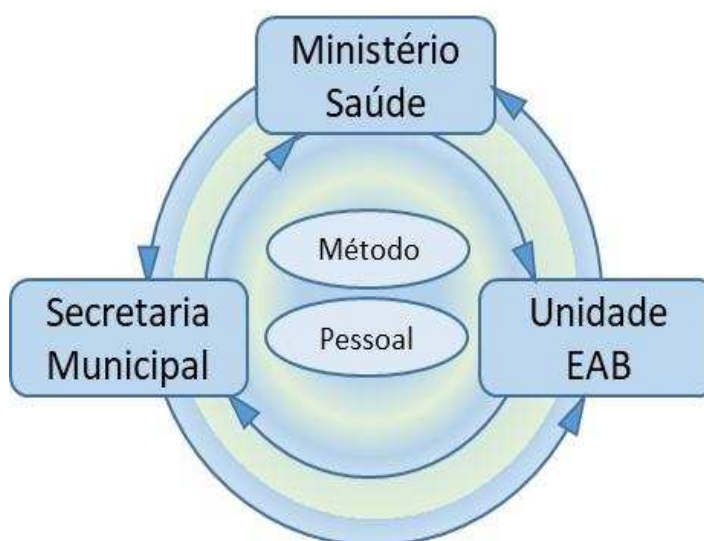 Ministério
Saúde
Método
Pessoal
Secretaria
Municipal
Unidade
EAB